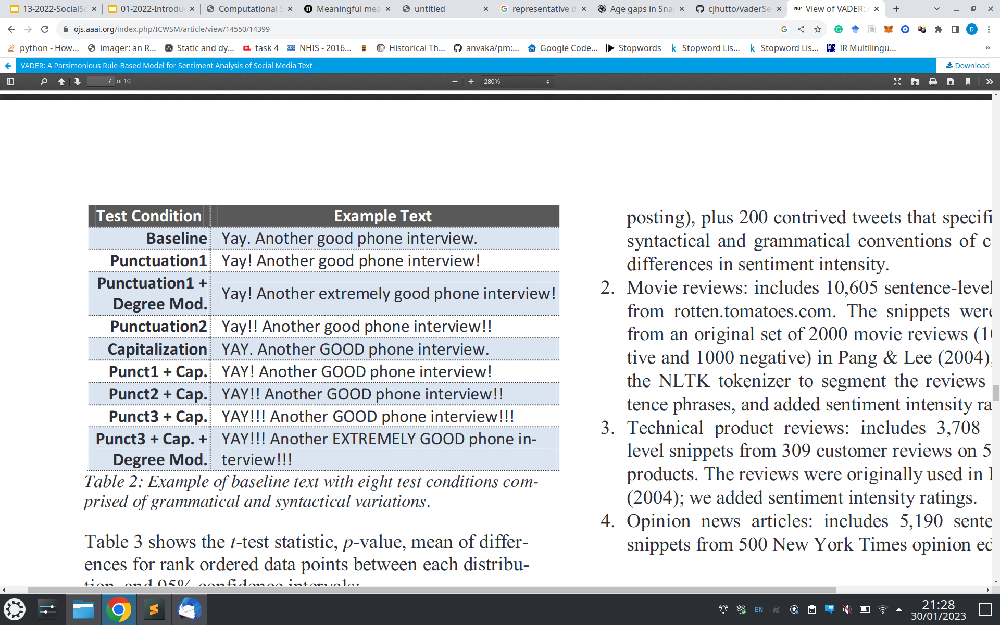 13-2022-SocialSc
01-2022-Introdu
Computational S
Meaningful mea
untitled
representative d
Age gaps in Sna
cjhutto/vaderSe
PKP View of VADER: A
ojs.aaai.org/index.php/ICWSM/article/view/14550/14399
D
python - How...
imager: an R...
Static and dy...
task 4
CDC NHIS - 2016...
Historical Th...
anvaka/pm:...
Google Code...
Stopwords
k Stopword Lis...
k Stopword Lis...
IR Multilingu...
»
VADER: A Parsimonious Rule-Based Model for Sentiment Analysis of Social Media Text
Download
7 of 10
280%
Test Condition Example Text
Baseline Yay. Another good phone interview.
Punctuation1 Yay! Another good phone interview!
Punctuation1 +
Degree Mod. Yay! Another extremely good phone interview!
Punctuation2 Yay!! Another good phone interview!!
Capitalization YAY. Another GOOD phone interview.
Punct1 + Cap. YAY! Another GOOD phone interview!
Punct2 + Cap. YAY!! Another GOOD phone interview!!
Punct3 + Cap. YAY!!! Another GOOD phone interview!!!
Punct3 + Cap. + YAY!!! Another EXTREMELY GOOD phone in-
Degree Mod. terview!!!
Table 2: Example of baseline text with eight test conditions com-
prised of grammatical and syntactical variations.
Table 3 shows the t-test statistic, p-value, mean of differ-
ences for rank ordered data points between each distribu-
tion, and 95% confidence intervals:
posting), plus 200 contrived tweets that specifi
syntactical and grammatical conventions of c
differences in sentiment intensity.
2. Movie reviews: includes 10,605 sentence-level
from rotten.tomatoes.com. The snippets were
from an original set of 2000 movie reviews (10
tive and 1000 negative) in Pang & Lee (2004);
the NLTK tokenizer to segment the reviews
tence phrases, and added sentiment intensity ra
3. Technical product reviews: includes 3,708
level snippets from 309 customer reviews on 5
products. The reviews were originally used in
(2004); we added sentiment intensity ratings.
4. Opinion news articles: includes 5,190 sente
snippets from 500 New York Times opinion ed
EN
21:28
30/01/2023